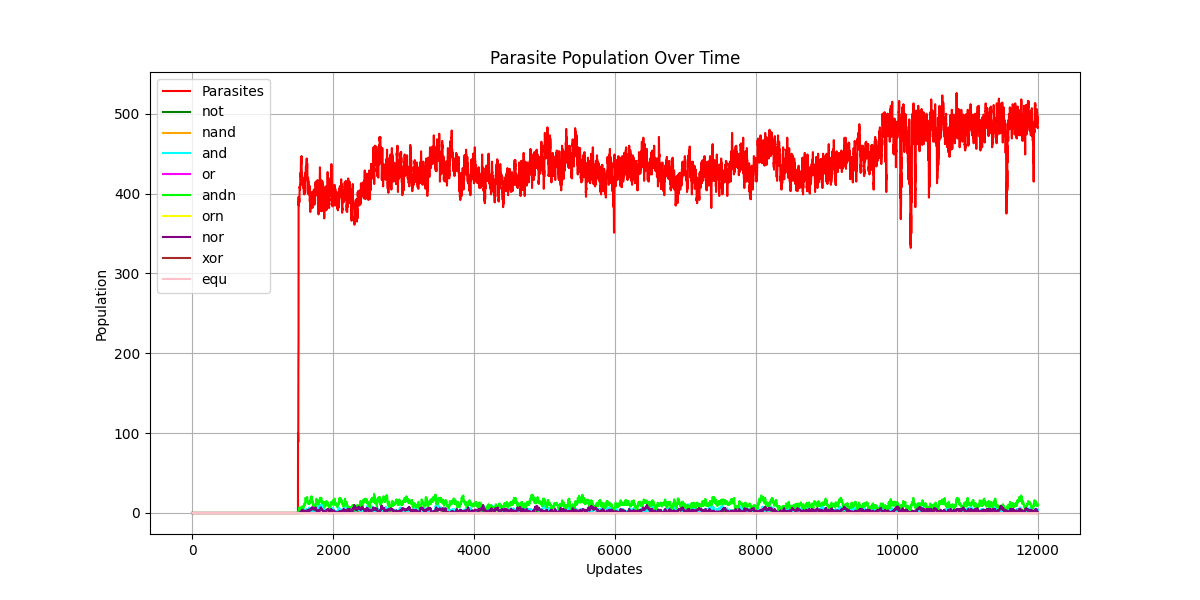 Parasite Population Over Time
Parasites
not
nand
and
or
andn
orn
nor
xor
equ
Population
500
400
300
200
100
0
0 2000 4000 6000 8000 10000 12000
Updates